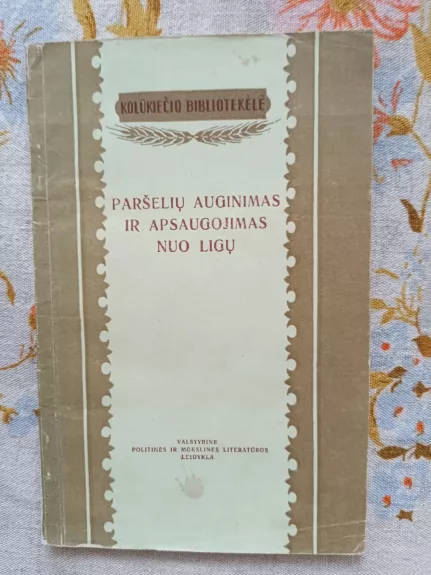 KOLŪKIEČIO BIBLIOTEKĖLĖ
PARŠELIŲ AUGINIMAS
IR APSAUGOJIMAS
NUO LIGŲ
VALSTYBINĖ
POLITINĖS IR MOKSLINĖS LITERATŪROS
LEIDYKLA